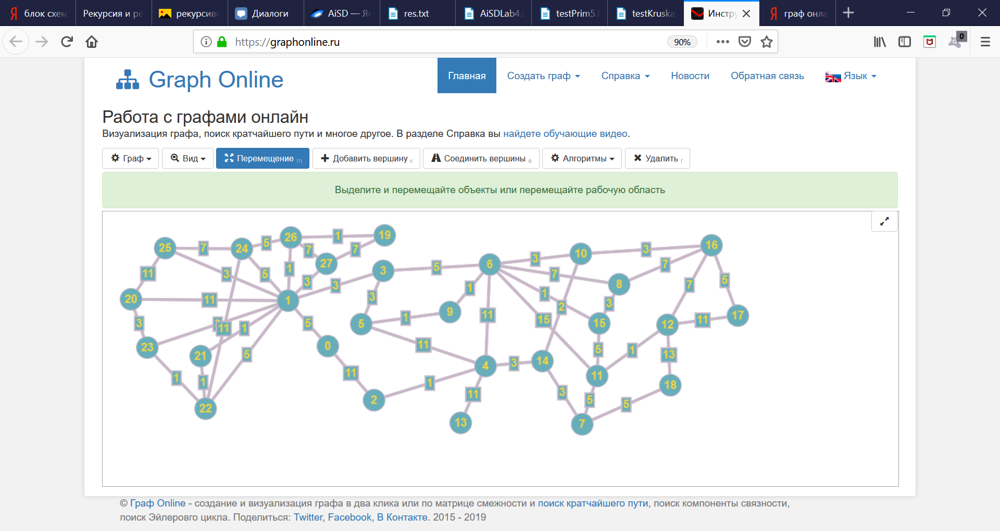 блок схем
Рекурсия и ре
рекурсив
Диалоги
AiSD — Ян
res.txt
AiSDLab4.
testPrim5.t
testKruska
Инстру
граф онла
https://graphonline.ru
90%
0
Graph Online
Главная
Создать граф
Справка
Новости
Обратная связь
Язык
Работа с графами онлайн
Визуализация графа, поиск кратчайшего пути и многое другое. В разделе Справка вы найдете обучающие видео.
Граф
Вид
Перемещение m
Добавить вершину v
Соединить вершины e
Алгоритмы
Удалить r
Выделите и перемещайте объекты или перемещайте рабочую область
25 7 24 5 26 1 19
7 27 7
11 3 5 1 3 3 3 5 6 3 10 3 16
7 8 7
20 11 1 3 1 1 2 3 7 5
3 11 1 5 5 1 9 11 15 15 12 11 17
23 21 0 11 5 1 13
5 4 3 14 11
1 1 11 1 3 18
22 2 11 5 5
13 7
© Граф Online - создание и визуализация графа в два клика или по матрице смежности и поиск кратчайшего пути, поиск компоненты связности,
поиск Эйлеровго цикла. Поделиться: Twitter, Facebook, В Контакте. 2015 - 2019